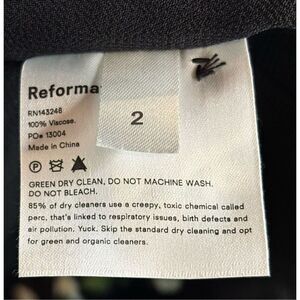 Reforma
RN143248
100% Viscose.
PO# 13004
Made in China
2
P
GREEN DRY CLEAN, DO NOT MACHINE WASH.
DO NOT BLEACH.
85% of dry cleaners use a creepy, toxic chemical called
perc, that's linked to respiratory issues, birth defects and
air pollution. Yuck. Skip the standard dry cleaning and opt
for green and organic cleaners.